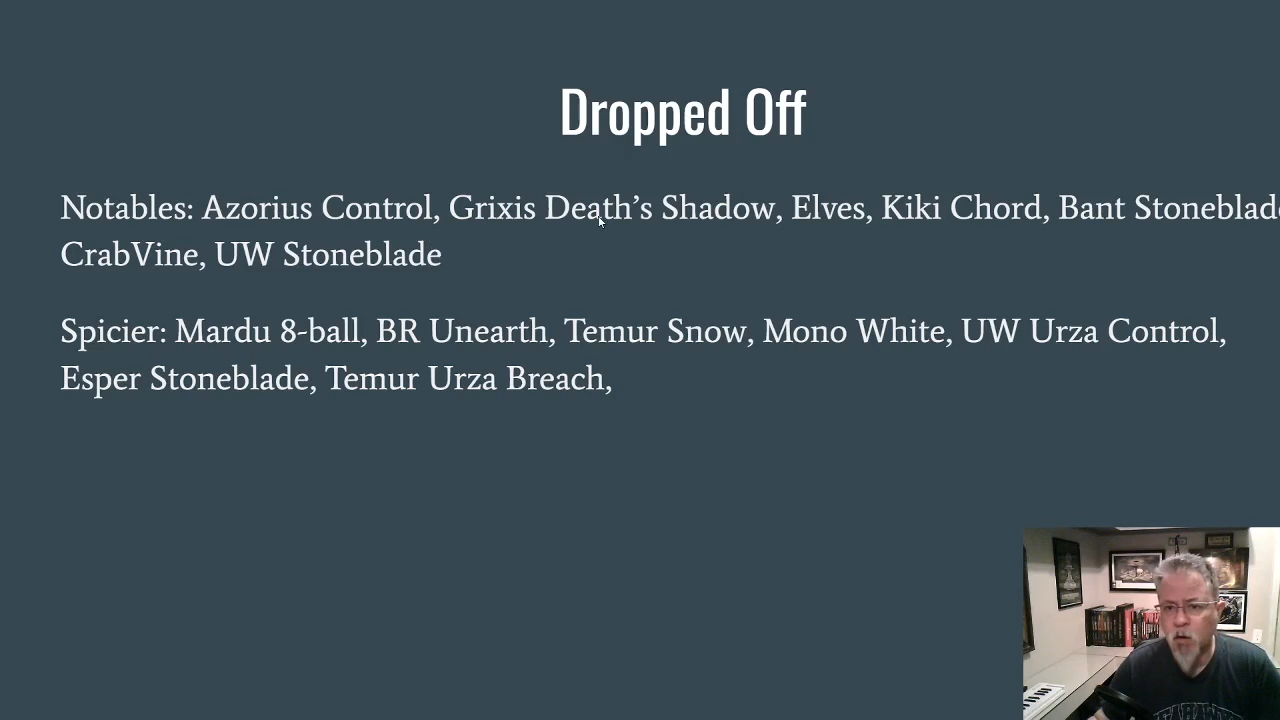 Dropped Off
Notables: Azorius Control, Grixis Death’s Shadow, Elves, Kiki Chord, Bant
CrabVine, UW Stoneblade
Spicier: Mardu 8-ball, BR Unearth, Temur Snow, Mono White, UW Urza Control,
Esper Stoneblade, Temur Urza Breach,